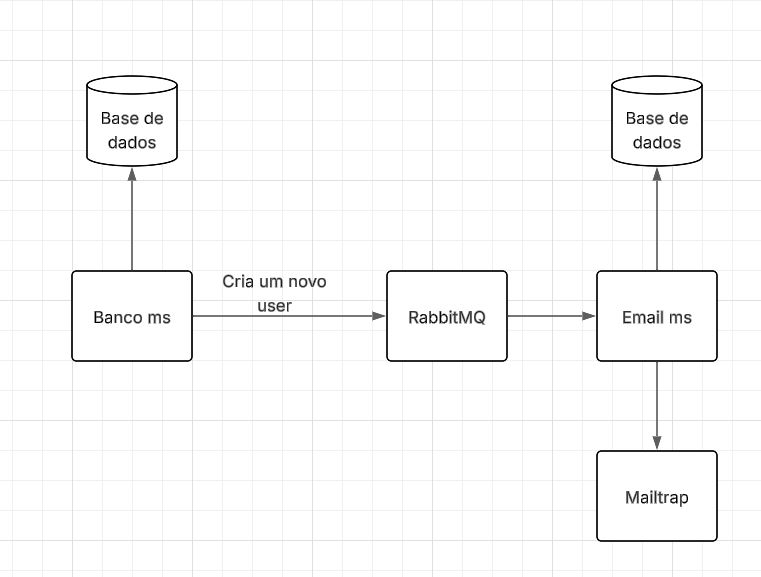 Base de
dados
Base de
dados
Cria um novo
user
Banco ms
RabbitMQ
Email ms
Mailtrap